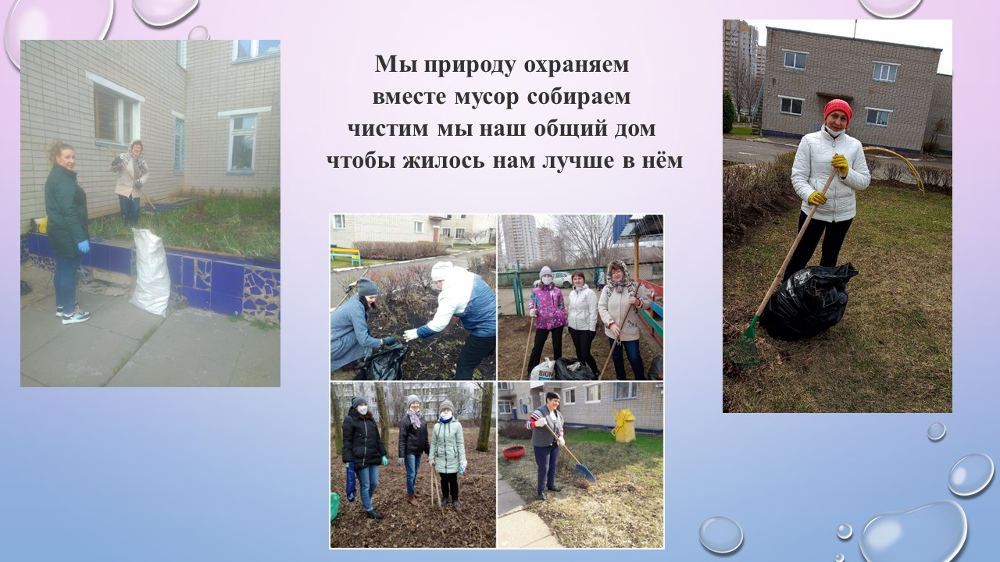 Мы природу охраняем
вместе мусор собираем
чистим мы наш общий дом
чтобы жилось нам лучше в нём